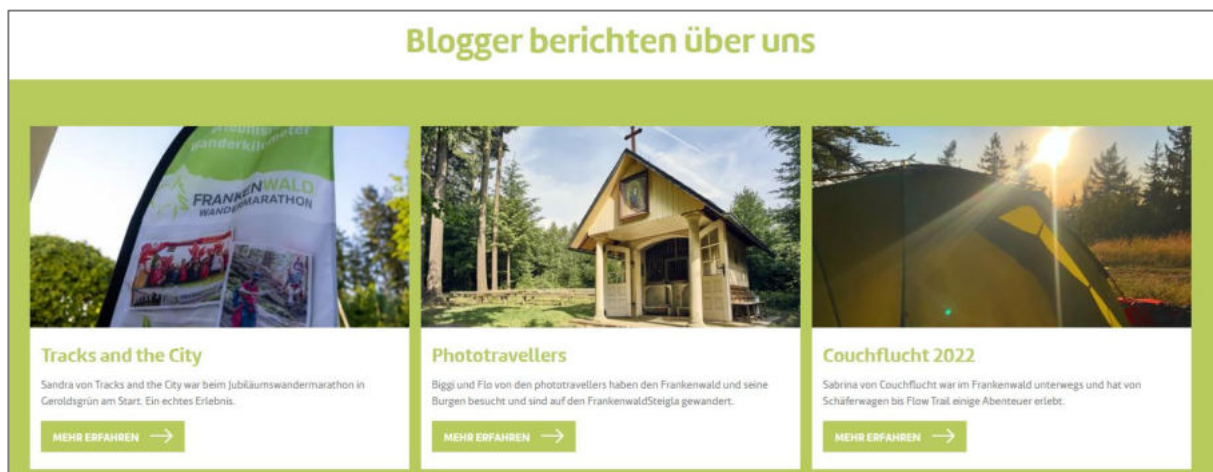 Blogger berichten über uns
Erlebnismeter
Wanderkilometer
FRANKENWALD
WANDERMARATHON
Tracks and the City
Sandra von Tracks and the City war beim Jubiläumswandermarathon in
Geroldsgrün am Start. Ein echtes Erlebnis.
MEHR ERFAHREN
Phototravellers
Biggi und Flo von den phototravellers haben den Frankenwald und seine
Burgen besucht und sind auf den FrankenwaldSteigla gewandert.
MEHR ERFAHREN
Couchflucht 2022
Sabrina von Couchflucht war im Frankenwald unterwegs und hat von
Schäferwagen bis Flow Trail einige Abenteuer erlebt.
MEHR ERFAHREN